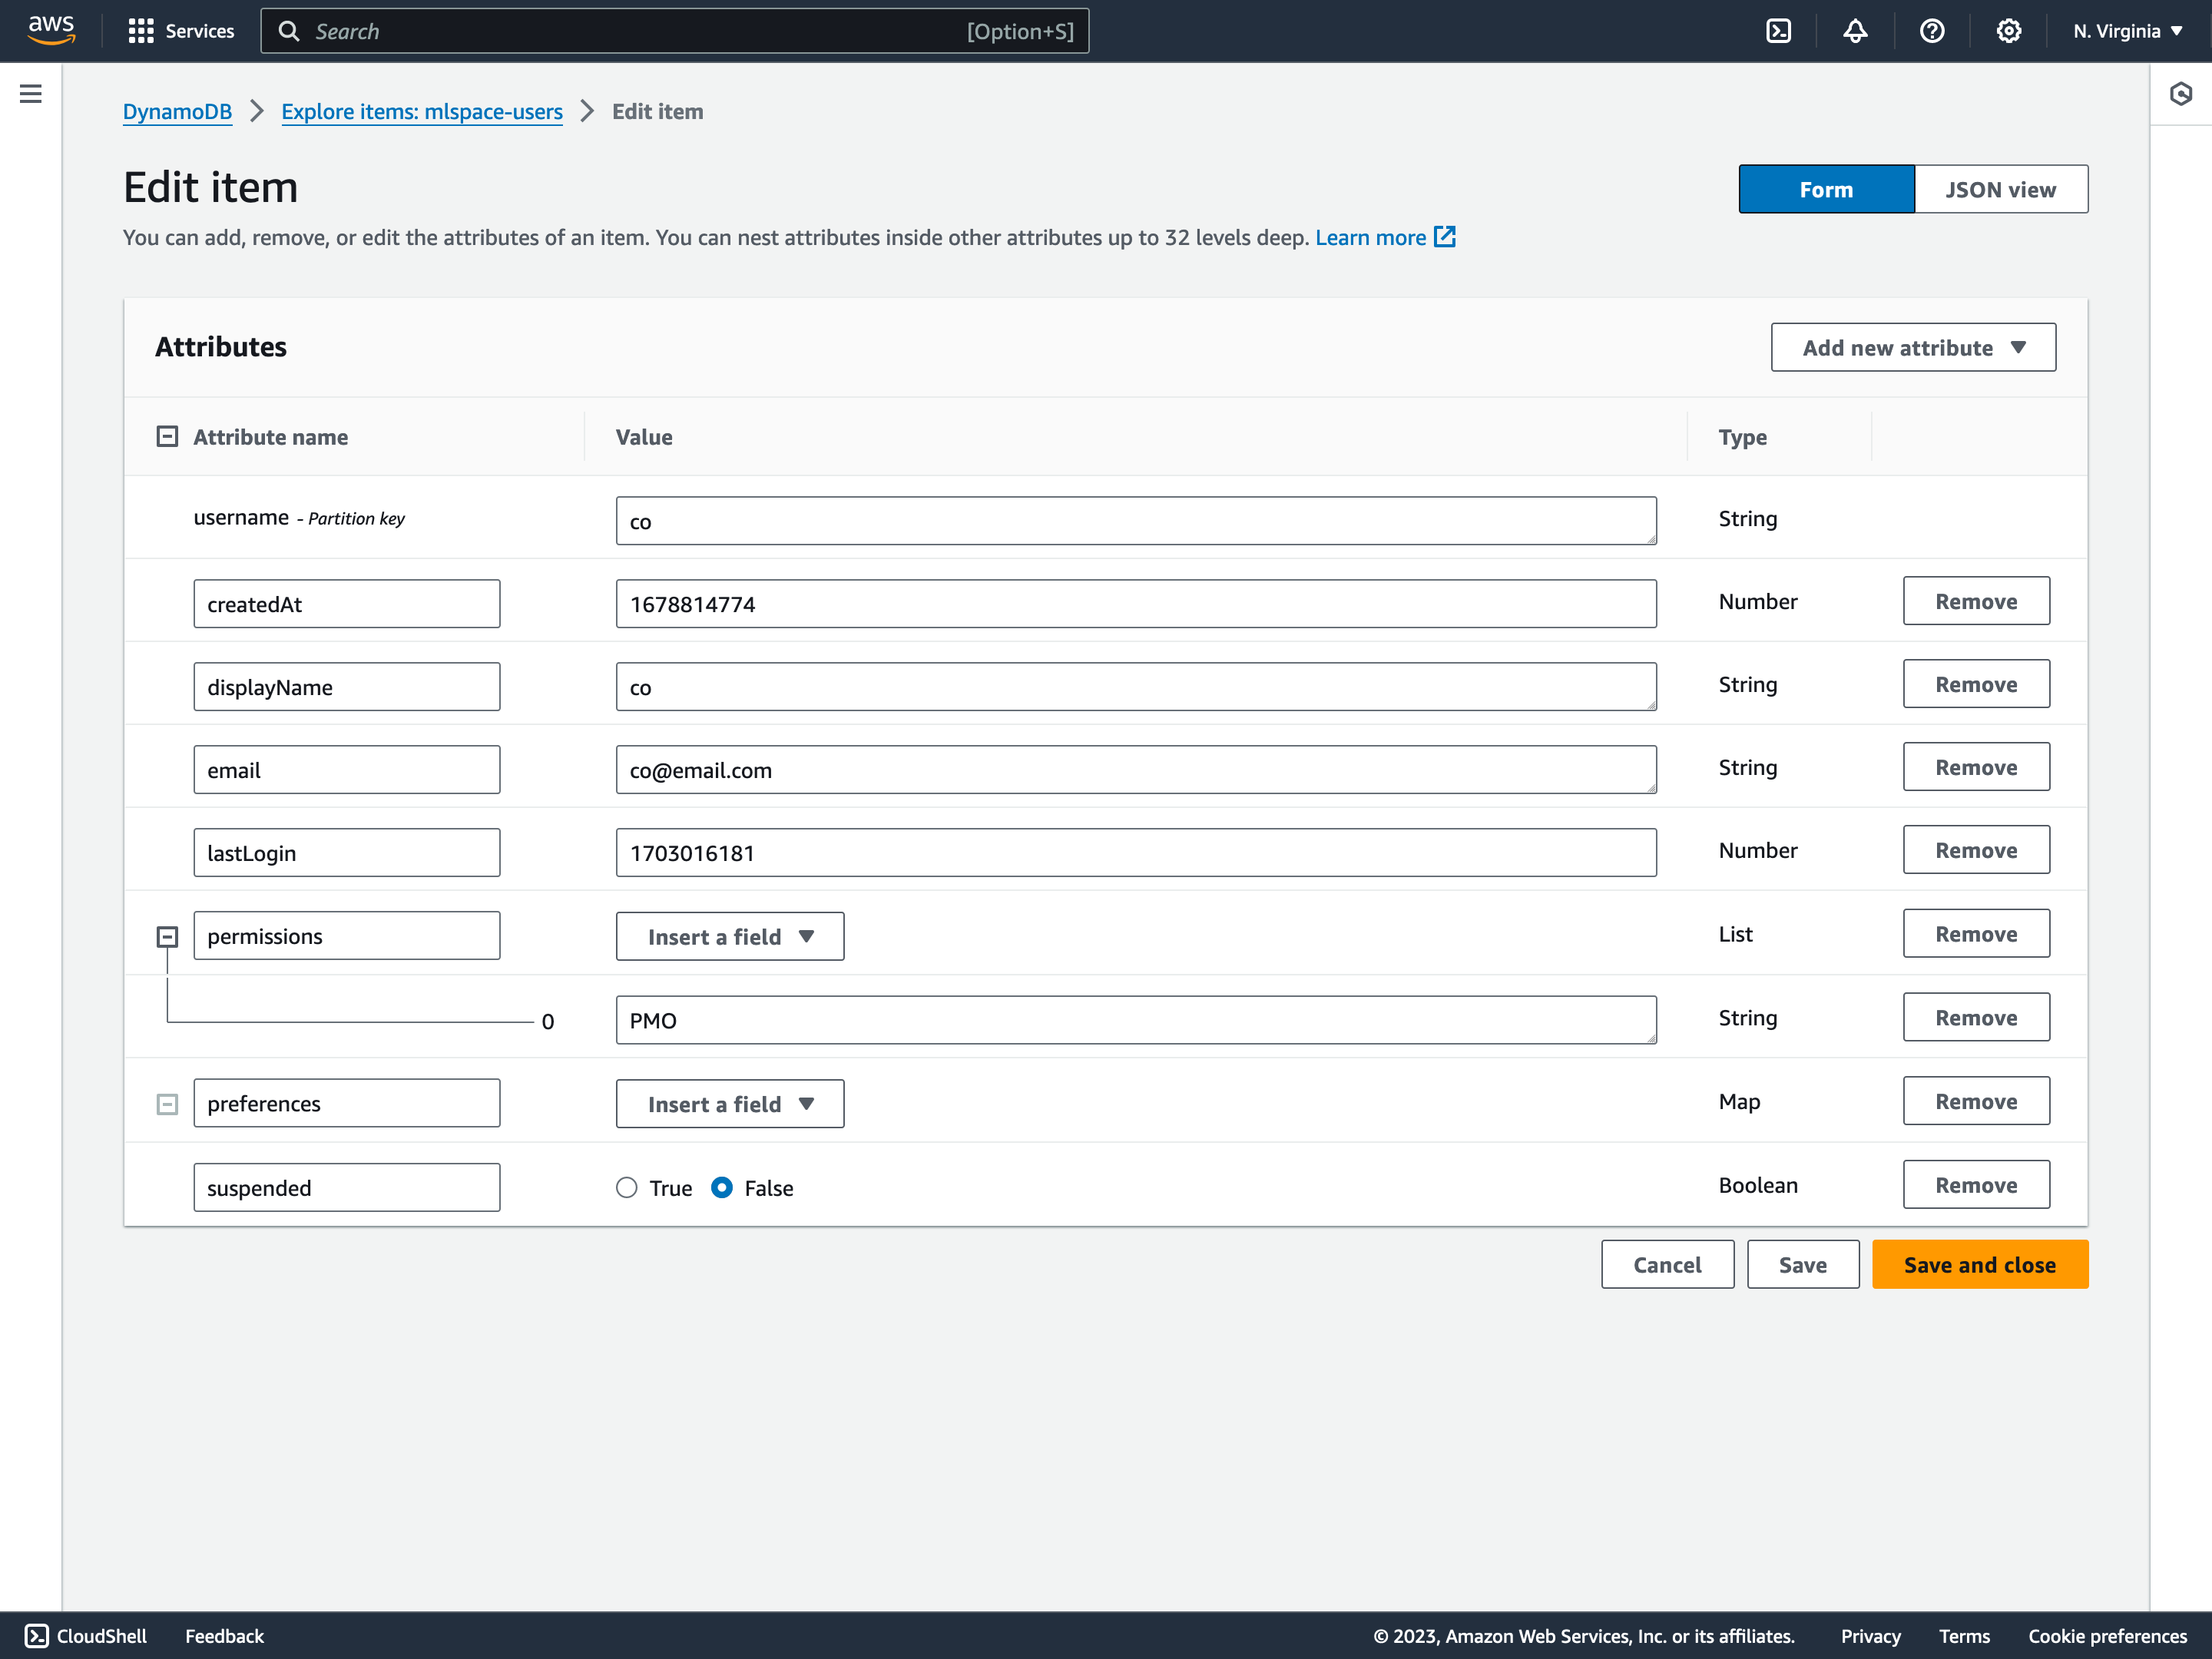 aws Services Search [Option+S] N. Virginia
DynamoDB Explore items: mlspace-users Edit item
Edit item
Form JSON view
You can add, remove, or edit the attributes of an item. You can nest attributes inside other attributes up to 32 levels deep. Learn more
Attributes
Add new attribute
Attribute name Value Type
username - Partition key co String
createdAt 1678814774 Number Remove
displayName co String Remove
email co@email.com String Remove
lastLogin 1703016181 Number Remove
permissions Insert a field List Remove
0 PMO String Remove
preferences Insert a field Map Remove
suspended True False Boolean Remove
Cancel Save Save and close
CloudShell Feedback © 2023, Amazon Web Services, Inc. or its affiliates. Privacy Terms Cookie preferences